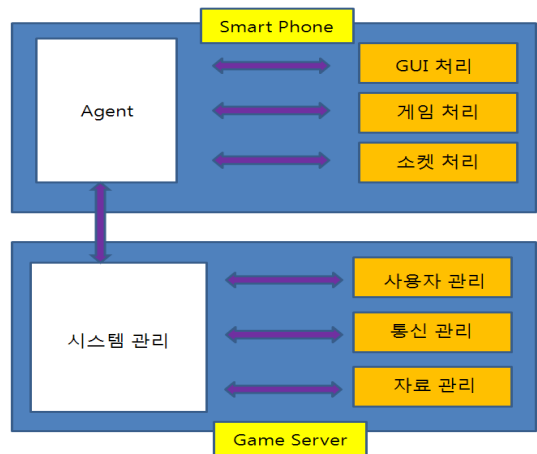 Smart Phone
Agent
GUI 처리
게임 처리
소켓 처리
시스템 관리
사용자 관리
통신 관리
자료 관리
Game Server